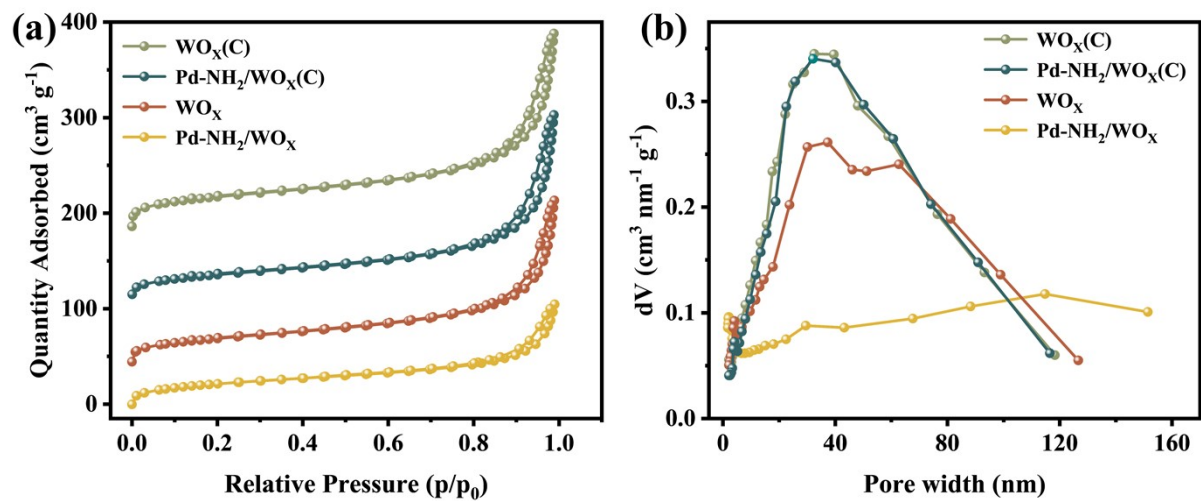 (a)
WOX(C)
Pd-NH2/WOX(C)
WOX
Pd-NH2/WOX
Quantity Adsorbed (cm3 g-1)
400
300
200
100
0
0.0 0.2 0.4 0.6 0.8 1.0
Relative Pressure (p/p0)
(b)
WOX(C)
Pd-NH2/WOX(C)
WOX
Pd-NH2/WOX
dV (cm3 nm-1 g-1)
0.3
0.2
0.1
0.0
0 40 80 120 160
Pore width (nm)